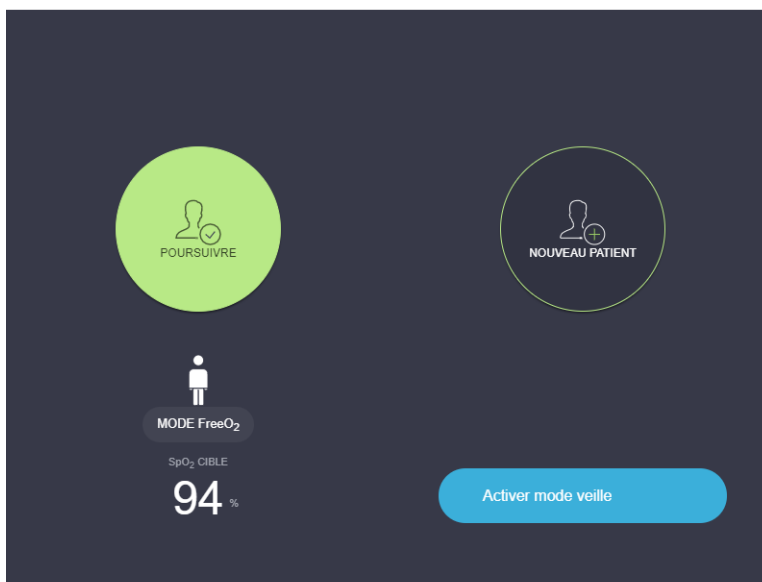 POURSUIVRE
NOUVEAU PATIENT
MODE FreeO₂
SpO₂ CIBLE
94 %
Activer mode veille